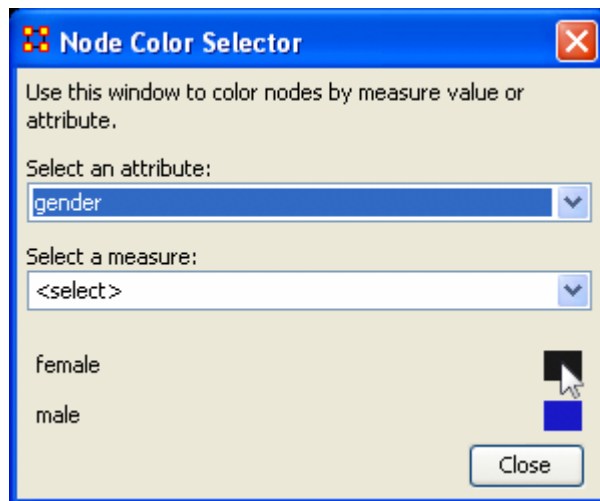 Node Color Selector
Use this window to color nodes by measure value or
attribute.
Select an attribute:
gender
Select a measure:
<select>
female
male
Close